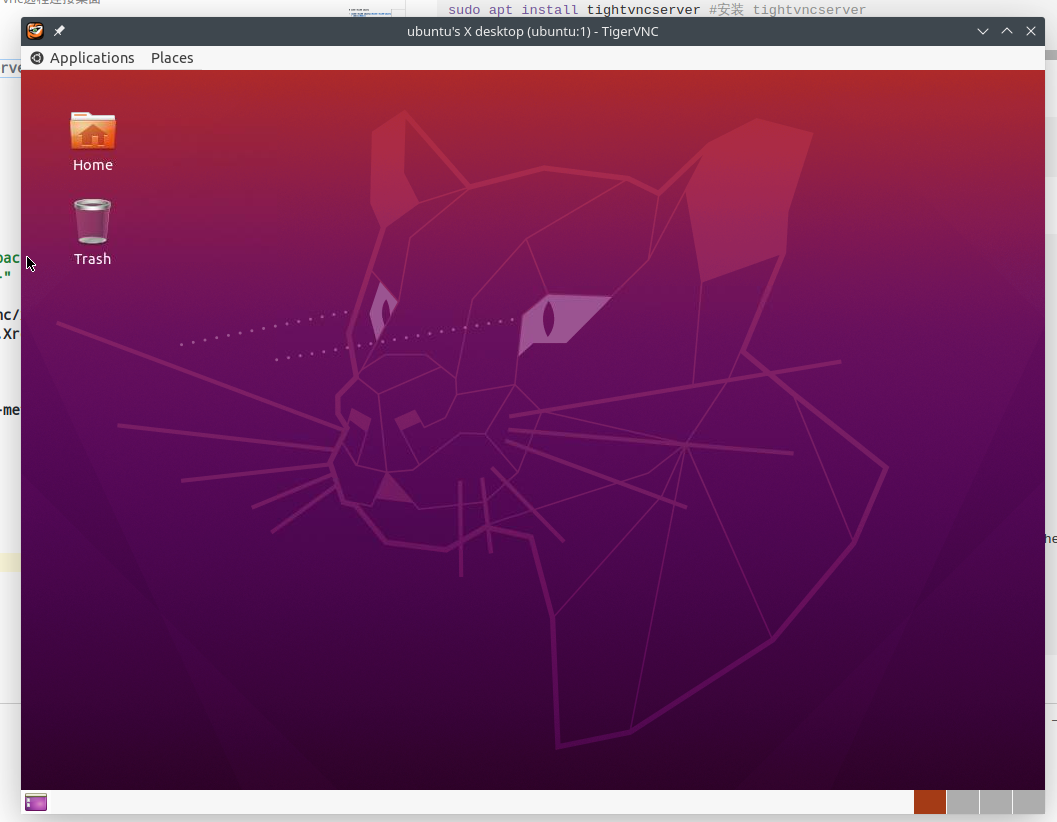 vnc远程连接桌面
sudo apt install tightvncserver #安装 tightvncserver
ubuntu's X desktop (ubuntu:1) - TigerVNC
Applications Places
rve
Home
Trash
pac
"
nc/
.Xr
-me
he